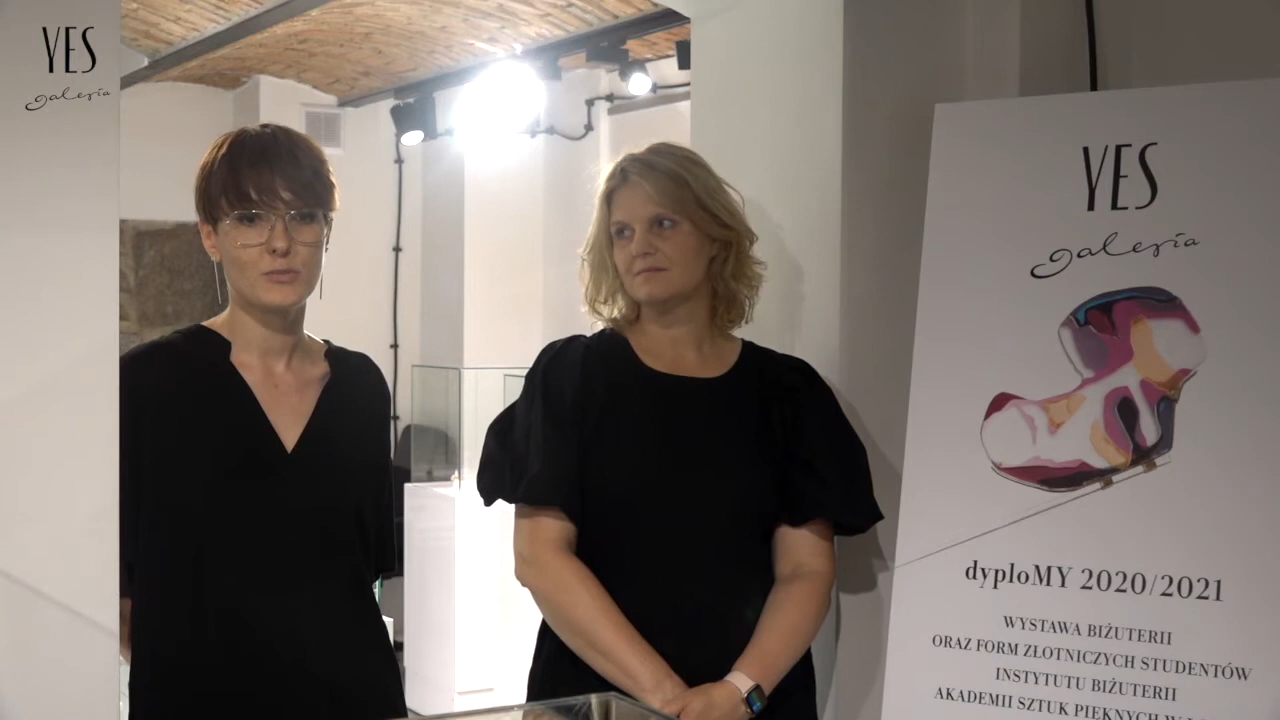 YES
galeria
YES
galeria
dyploMY 2020/2021
WYSTAWA BIŻUTERII
ORAZ FORM ZŁOTNICZYCH STUDENTÓW
INSTYTUTU BIŻUTERII
AKADEMII SZTUK PIĘKNYCH W